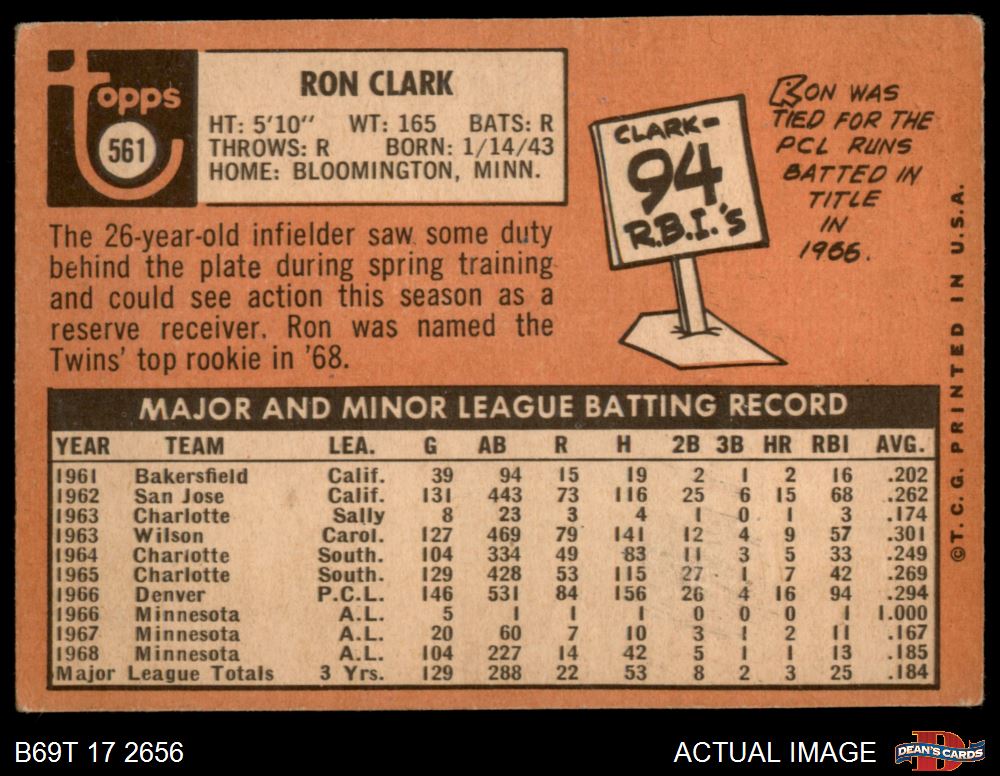 topps
561
RON CLARK
HT: 5'10" WT: 165 BATS: R
THROWS: R BORN: 1/14/43
HOME: BLOOMINGTON, MINN.
The 26-year-old infielder saw some duty
behind the plate during spring training
and could see action this season as a
reserve receiver. Ron was named the
Twins' top rookie in '68.
CLARK-
94
R.B.I.'S
RON WAS
TIED FOR THE
PCL RUNS
BATTED IN
TITLE
IN
1966.
MAJOR AND MINOR LEAGUE BATTING RECORD
YEAR TEAM LEA. G AB R H 2B 3B HR RBI AVG.
1961 Bakersfield Calif. 39 94 15 19 2 1 2 16 .202
1962 San Jose Calif. 131 443 73 116 25 6 15 68 .262
1963 Charlotte Sally 8 23 3 4 1 0 1 3 .174
1963 Wilson Carol. 127 469 79 141 12 4 9 57 .301
1964 Charlotte South. 104 334 49 83 11 3 5 33 .249
1965 Charlotte South. 129 428 53 115 27 1 7 42 .269
1966 Denver P.C.L. 146 531 84 156 26 4 16 94 .294
1966 Minnesota A.L. 5 1 1 1 0 0 0 1 1.000
1967 Minnesota A.L. 20 60 7 10 3 1 2 11 .167
1968 Minnesota A.L. 104 227 14 42 5 1 1 13 .185
Major League Totals 3 Yrs. 129 288 22 53 8 2 3 25 .184
©T. C. G. PRINTED IN U.S.A.
B69T 17 2656
ACTUAL IMAGE
D
DEAN'S CARDS